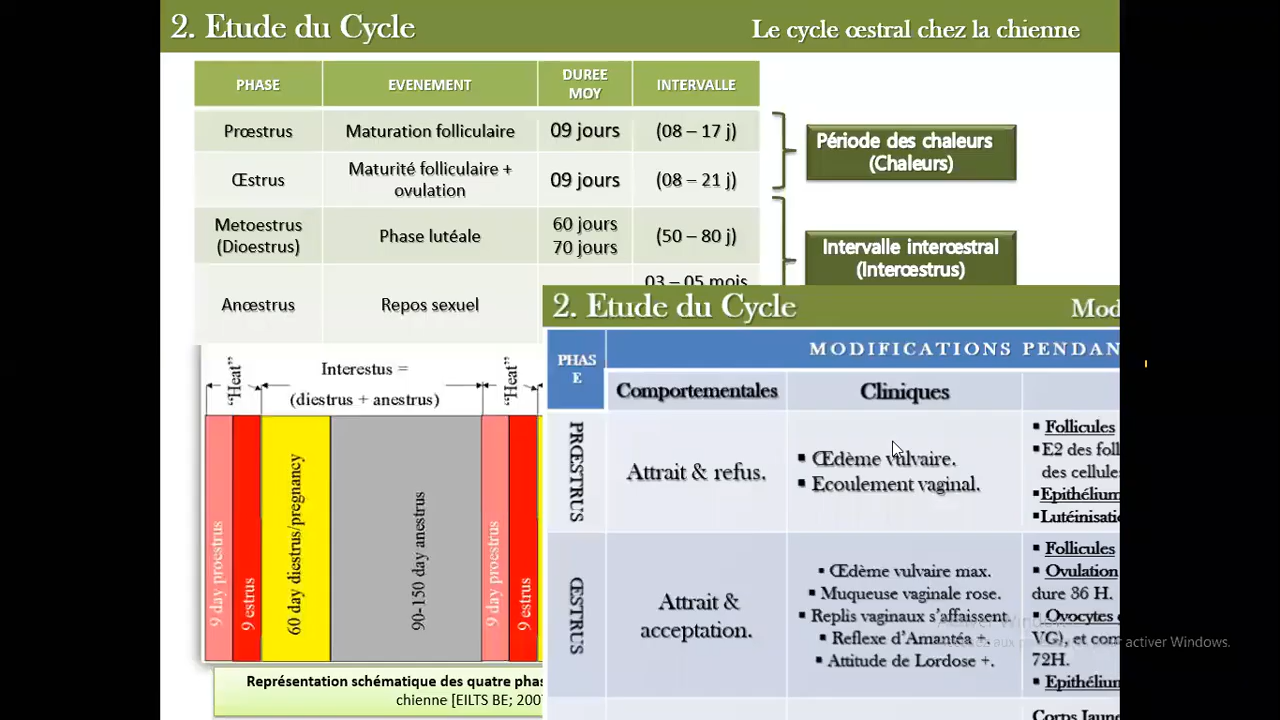 2. Etude du Cycle
Le cycle œstral chez la chienne
PHASE
EVENEMENT
DUREE
MOY
INTERVALLE
Prœstrus
Maturation folliculaire
09 jours
(08 – 17 j)
Œstrus
Maturité folliculaire +
ovulation
09 jours
(08 – 21 j)
Metoestrus
(Dioestrus)
Phase lutéale
60 jours
70 jours
(50 – 80 j)
Anœstrus
Repos sexuel
03 – 05 mois
Période des chaleurs
(Chaleurs)
Intervalle interœstral
(Interœstrus)
"Heat"
Interestus =
(diestrus + anestrus)
"Heat"
9 day proestrus
9 estrus
60 day diestrus/pregnancy
90-150 day anestrus
9 day proestrus
9 estrus
Représentation schématique des quatre phas
chienne [EILTS BE; 2007
2. Etude du Cycle
Mod
PHAS
E
MODIFICATIONS PENDAN
Comportementales
Cliniques
PRŒSTRUS
Attrait & refus.
▪ Œdème vulvaire.
▪ Ecoulement vaginal.
▪ Follicules
▪E2 des foll
des cellule
▪Epithélium
▪Lutéinisati
ŒSTRUS
Attrait &
acceptation.
▪ Œdème vulvaire max.
▪ Muqueuse vaginale rose.
▪ Replis vaginaux s'affaissent.
▪ Reflexe d'Amantéa +.
▪ Attitude de Lordose +.
▪ Follicules
▪ Ovulation
dure 36 H.
▪ Ovocytes
VG), et com
72H.
▪ Epithélium
Corps Jaune
Activer Windows
pour activer Windows.